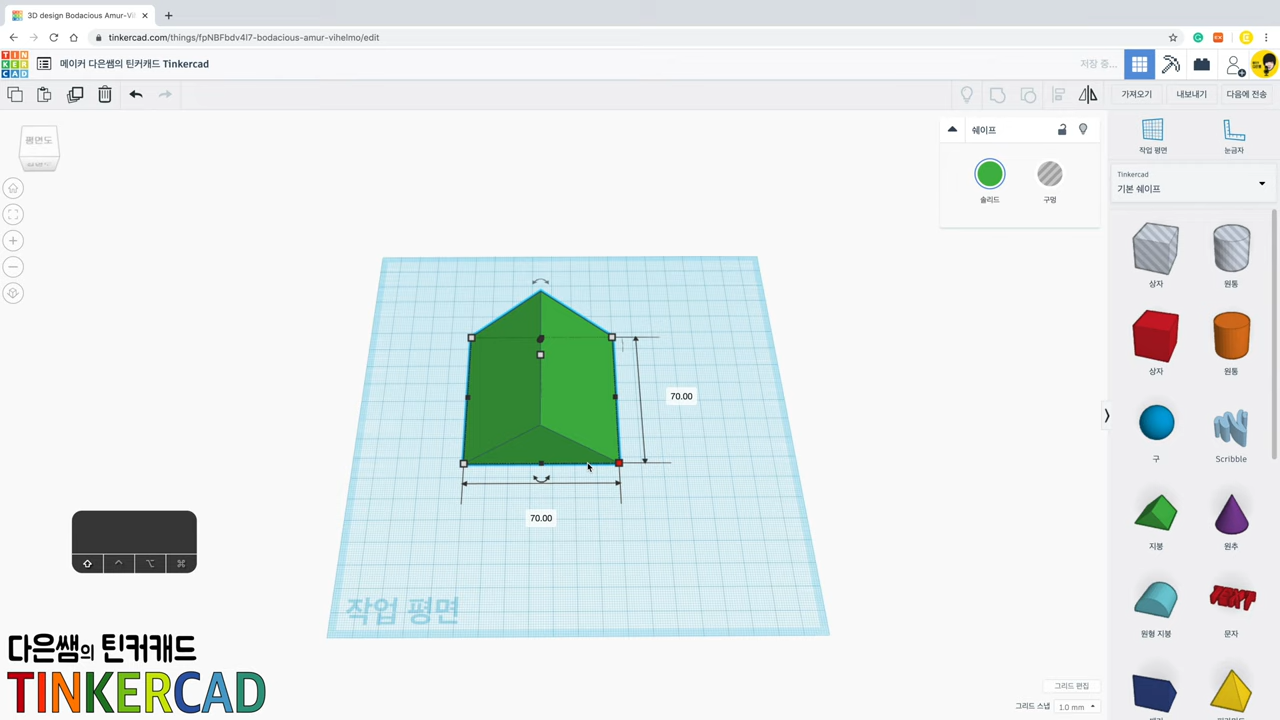 3D design Bodacious Amur-Vih
tinkercad.com/things/fpNBFbdv4l7-bodacious-amur-vihelmo/edit
TINKERCAD
메이커 다은쌤의 틴커캐드 Tinkercad
저장 중...
가져오기
내보내기
다음에 전송
평면도
쉐이프
솔리드
구멍
작업 평면
눈금자
Tinkercad
기본 쉐이프
상자
원통
상자
원통
구
Scribble
지붕
원추
원형 지붕
문자
TEXT
70.00
70.00
작업 평면
그리드 편집
그리드 스냅
1.0 mm
다은쌤의 틴커캐드
TINKERCAD